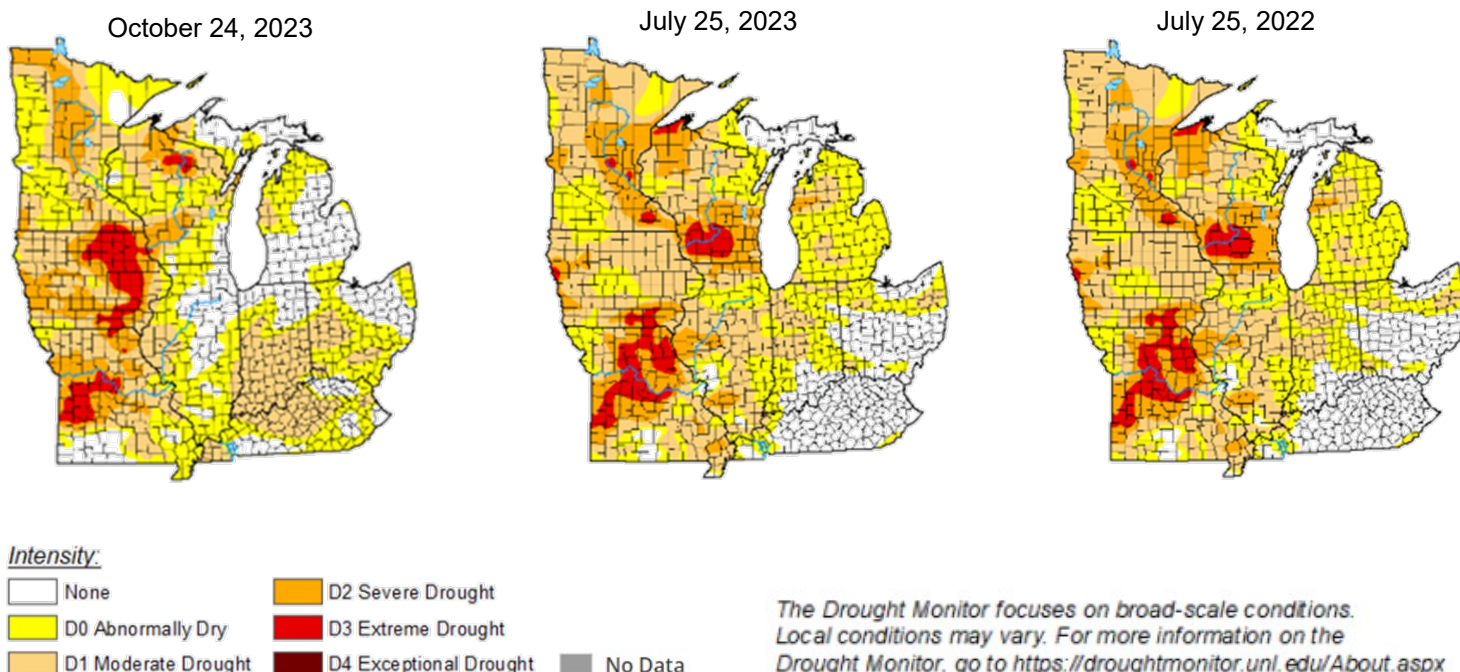 October 24, 2023
July 25, 2023
July 25, 2022
Intensity:
None
D0 Abnormally Dry
D1 Moderate Drought
D2 Severe Drought
D3 Extreme Drought
D4 Exceptional Drought
No Data
The Drought Monitor focuses on broad-scale conditions.
Local conditions may vary. For more information on the
Drought Monitor, go to https://droughtmonitor.unl.edu/About.aspx